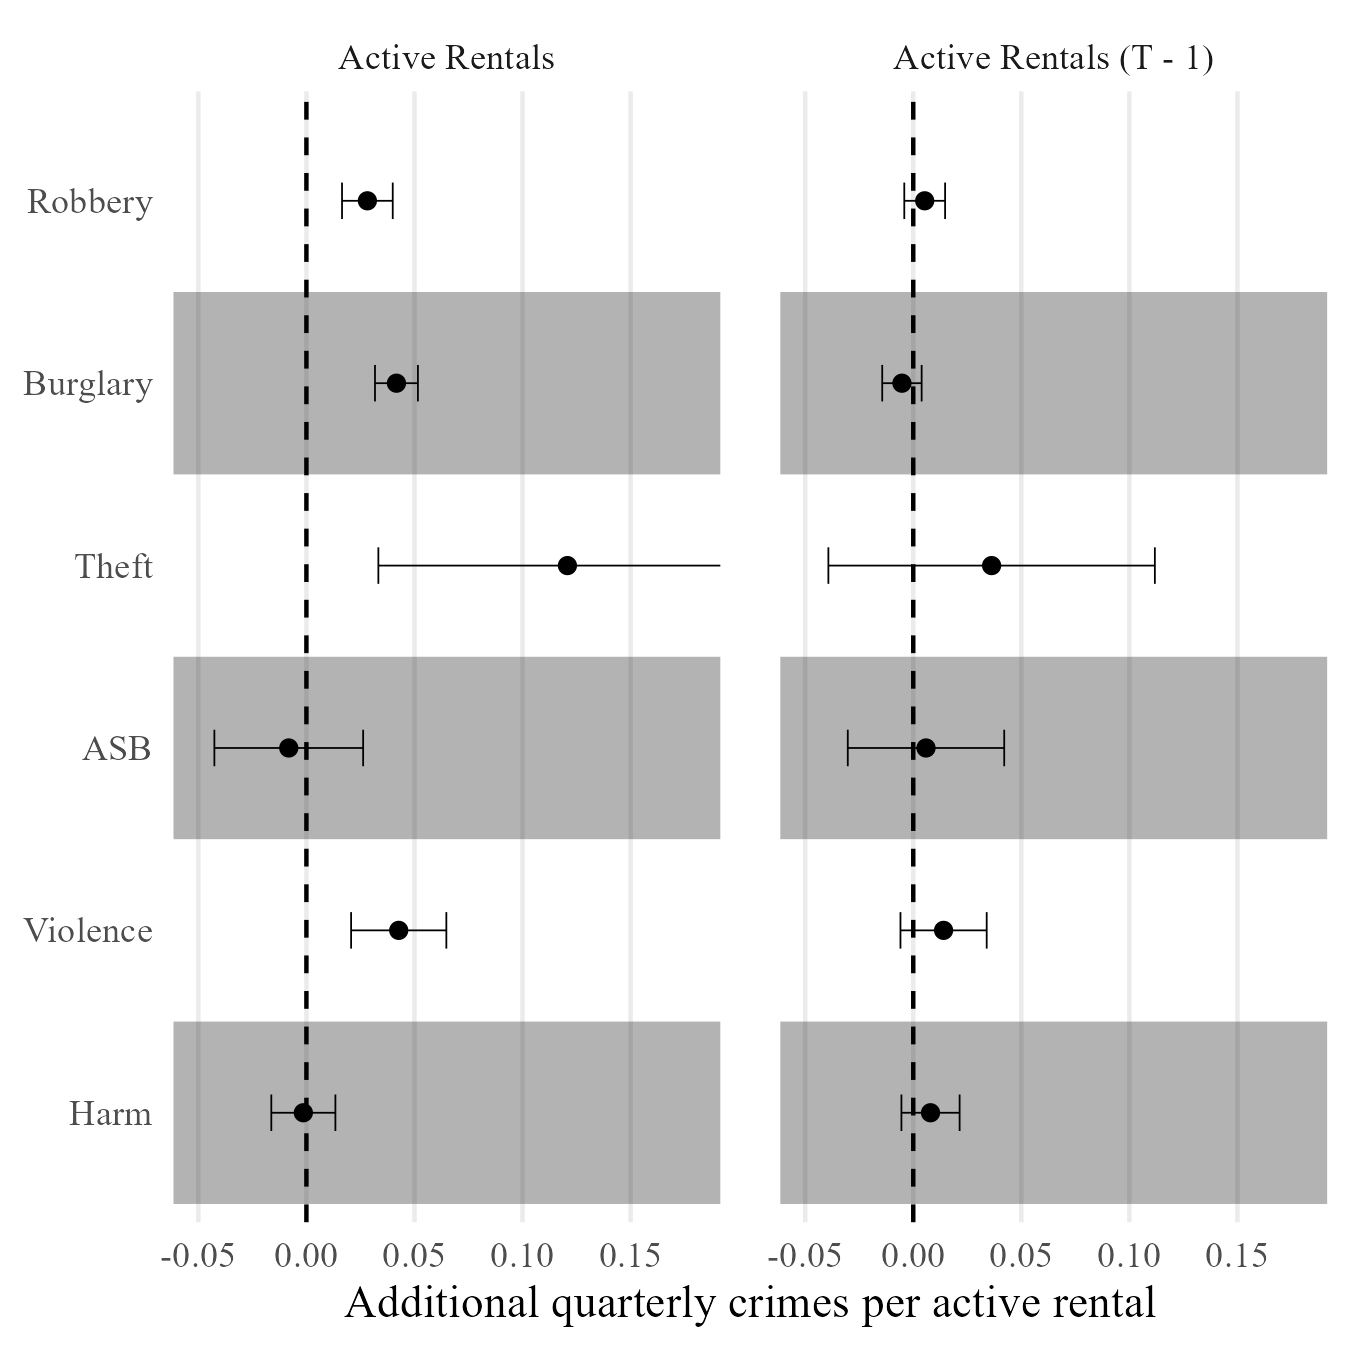 Active Rentals
Active Rentals (T - 1)
Robbery
Burglary
Theft
ASB
Violence
Harm
-0.05 0.00 0.05 0.10 0.15
-0.05 0.00 0.05 0.10 0.15
Additional quarterly crimes per active rental